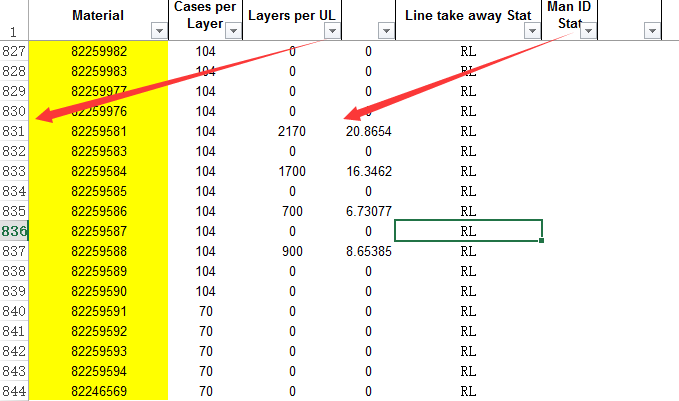 1 Material Cases per Layer Layers per UL Line take away Stat Man ID Stat
827 82259982 104 0 0 RL
828 82259983 104 0 0 RL
829 82259977 104 0 0 RL
830 82259976 104 0 0 RL
831 82259581 104 2170 20.8654 RL
832 82259583 104 0 0 RL
833 82259584 104 1700 16.3462 RL
834 82259585 104 0 0 RL
835 82259586 104 700 6.73077 RL
836 82259587 104 0 0 RL
837 82259588 104 900 8.65385 RL
838 82259589 104 0 0 RL
839 82259590 104 0 0 RL
840 82259591 70 0 0 RL
841 82259592 70 0 0 RL
842 82259593 70 0 0 RL
843 82259594 70 0 0 RL
844 82246569 70 0 0 RL